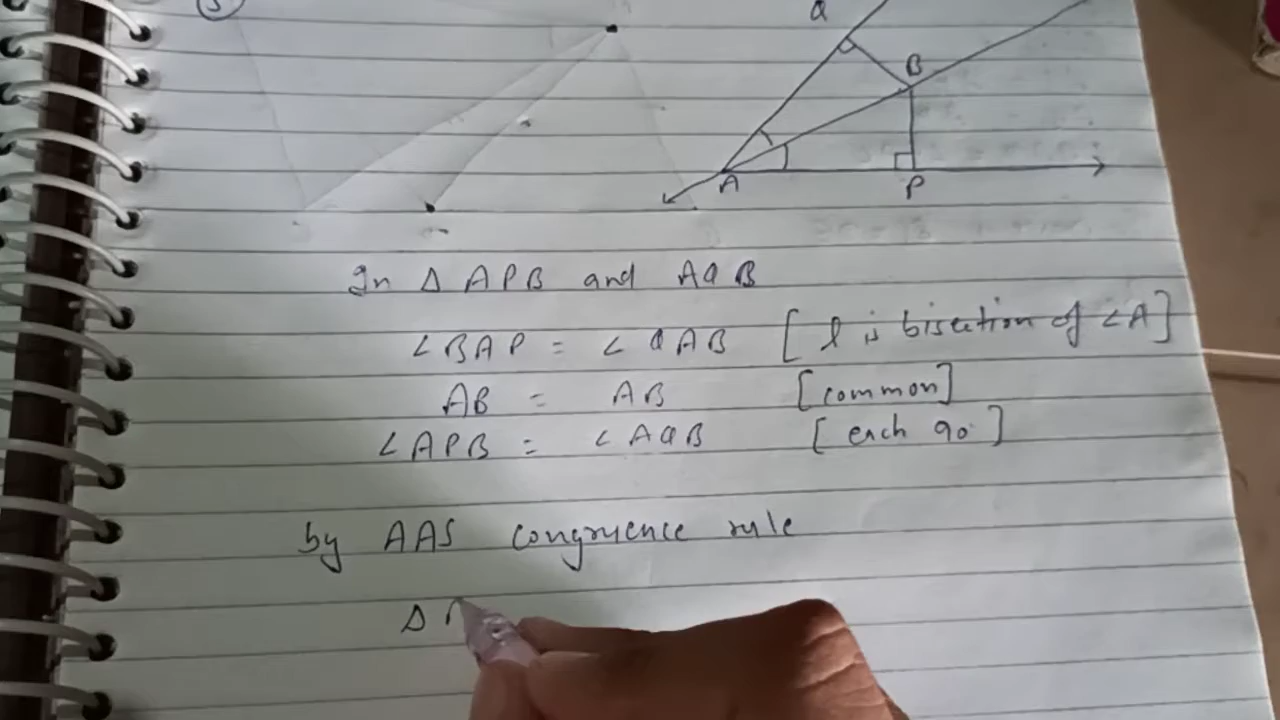 5
Q
B
A
P
In Δ APB and AQB
∠BAP = ∠QAB [l is bisection of ∠A]
AB = AB [common]
∠APB = ∠AQB [each 90°]
by AAS congruence rule
Δ